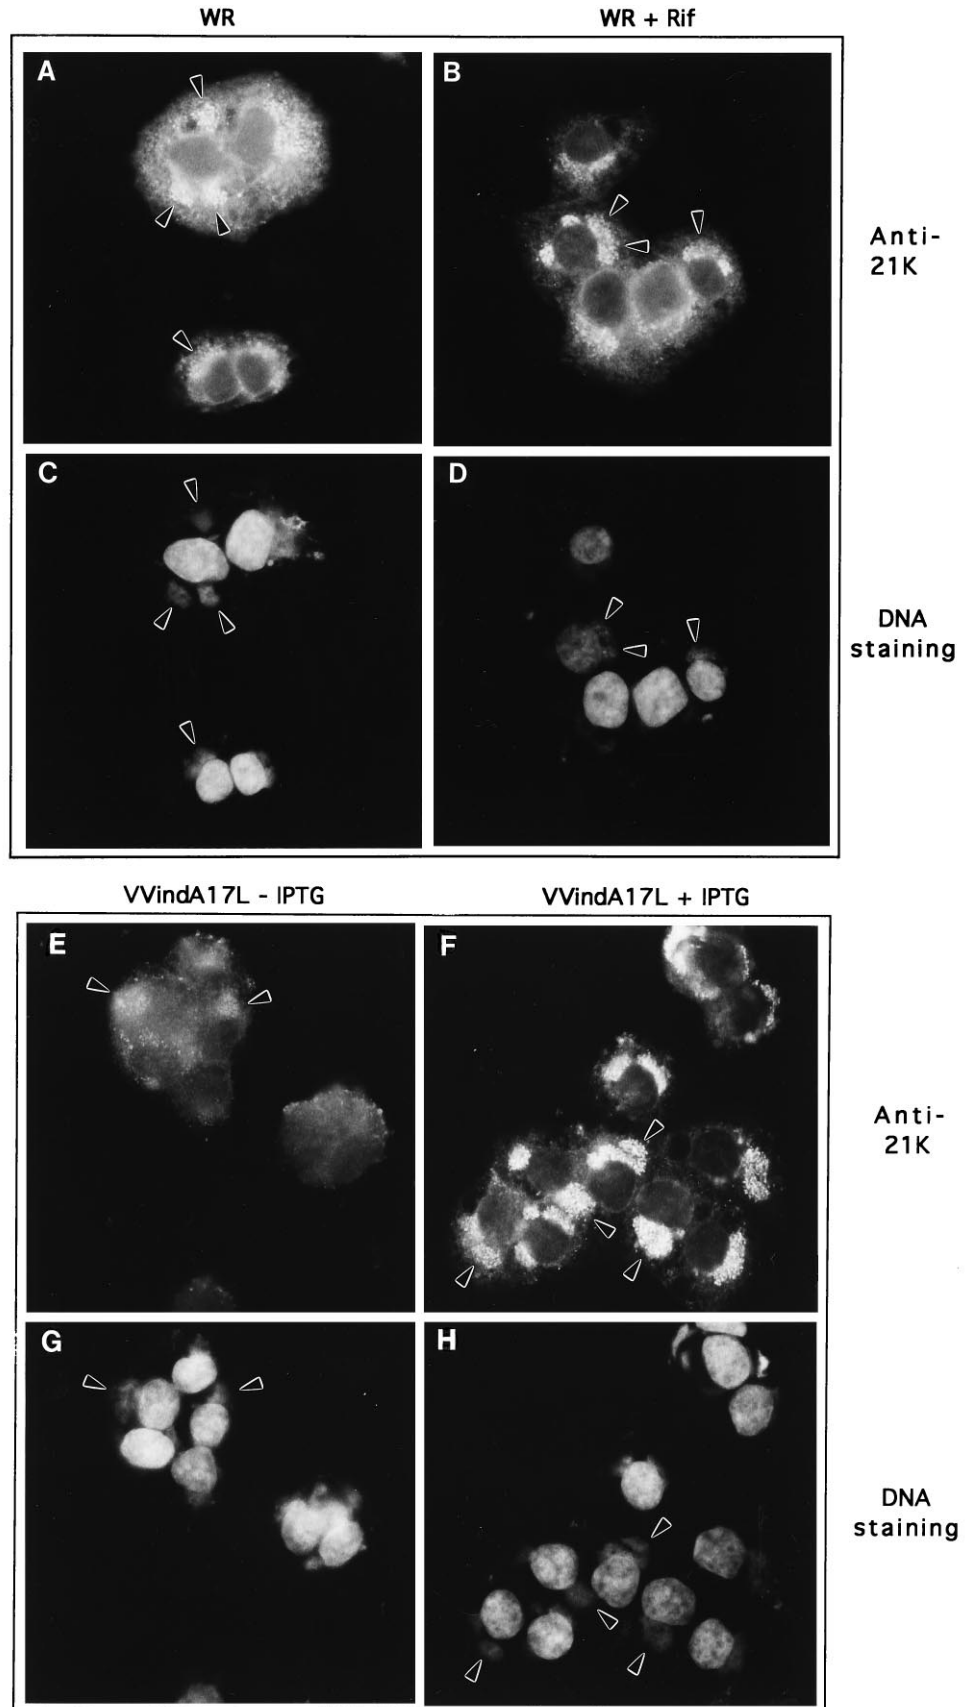 WR WR + Rif
A B
Anti-
21K
C D
DNA
staining
VVindA17L - IPTG VVindA17L + IPTG
E F
Anti-
21K
G H
DNA
staining